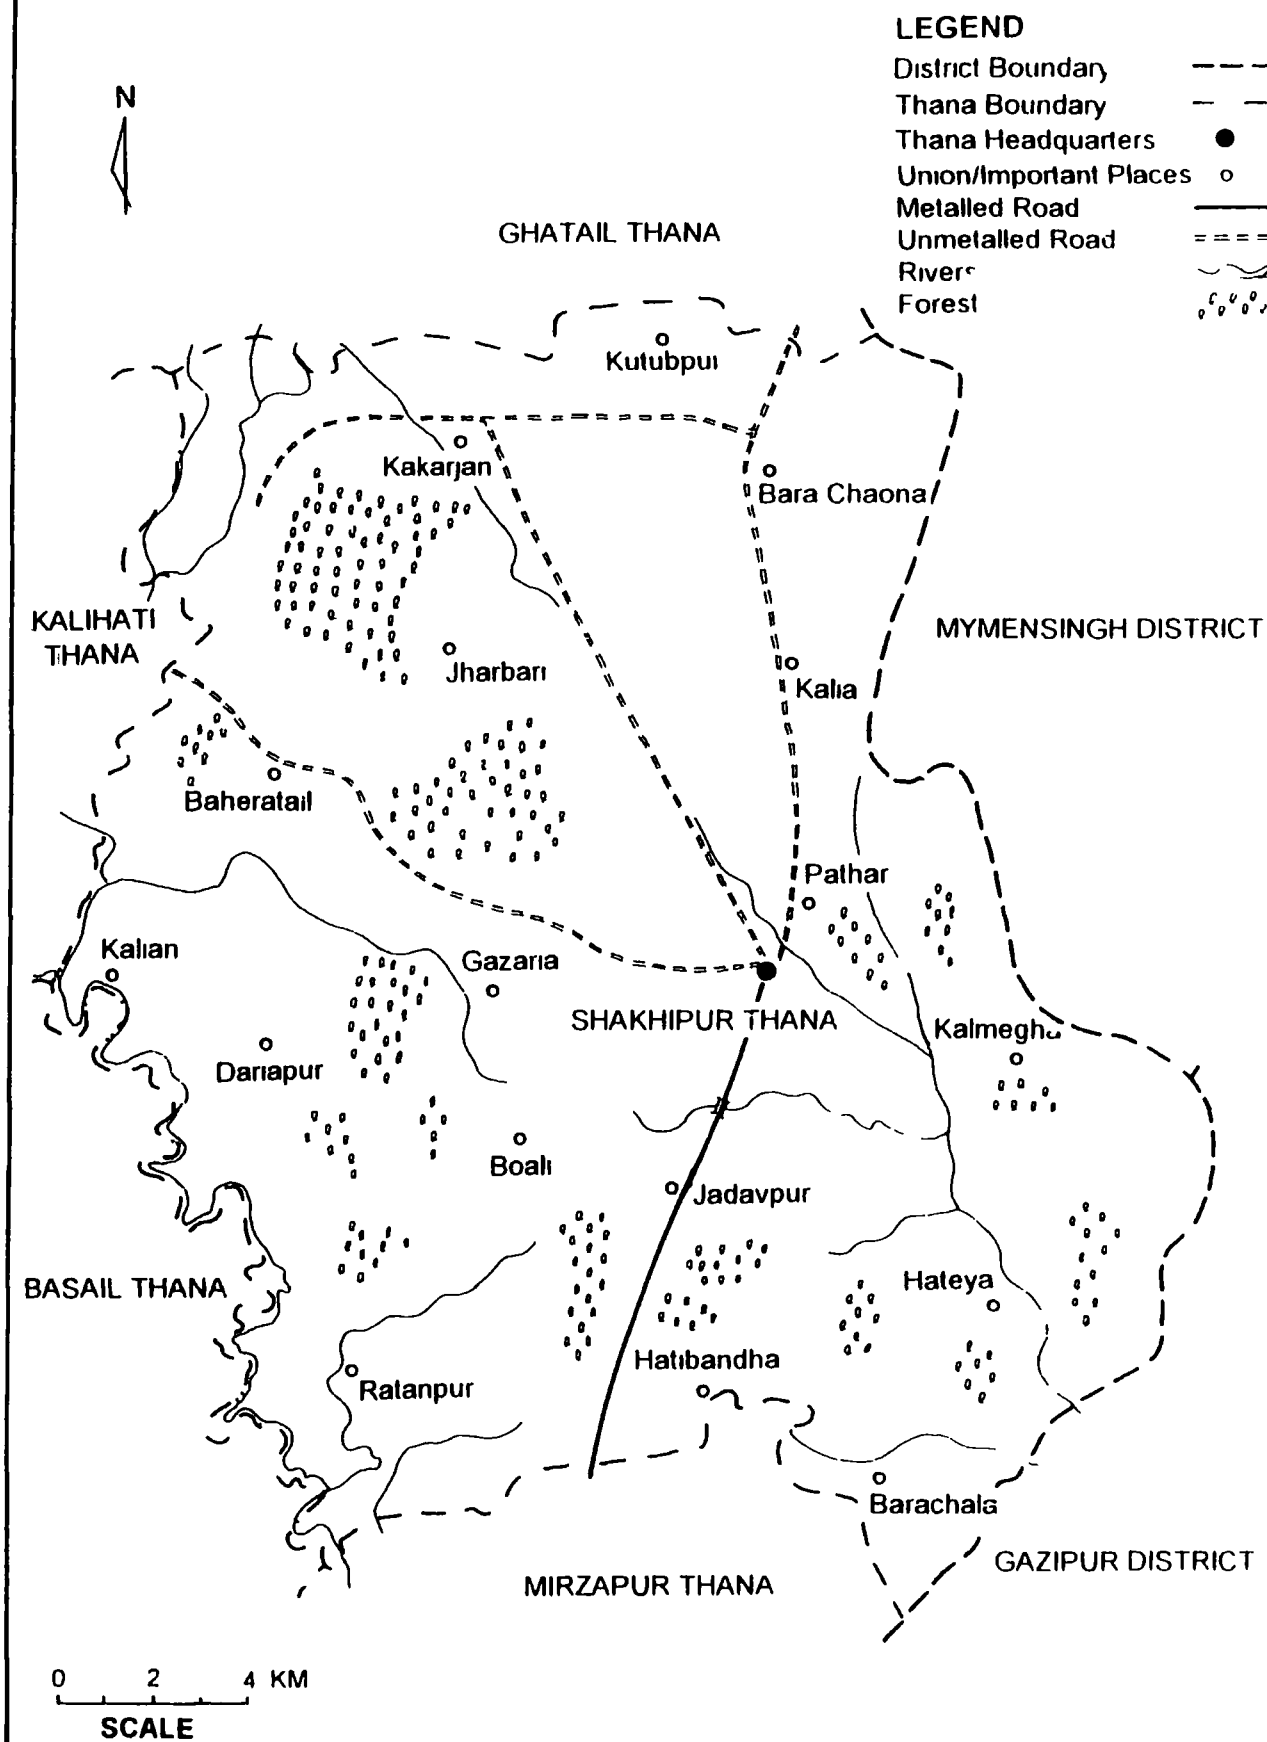 LEGEND
District Boundary
Thana Boundary
Thana Headquarters
Union/Important Places
Metalled Road
Unmetalled Road
Rivers
Forest
N
GHATAIL THANA
Kutubpur
Kakarjan
Bara Chaona
KALIHATI
THANA
MYMENSINGH DISTRICT
Jharbari
Kalia
Baheratail
Pathar
Kalian
Gazaria
SHAKHIPUR THANA
Kalmegha
Dariapur
Boali
Jadavpur
BASAIL THANA
Hateya
Hatibandha
Ratanpur
Barachala
GAZIPUR DISTRICT
MIRZAPUR THANA
0 2 4 KM
SCALE